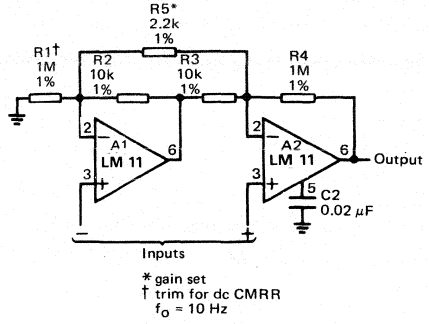 R5*
2.2k
1%
R1†
1M
1%
R2
10k
1%
R3
10k
1%
R4
1M
1%
2
A1
LM 11
6
3
2
A2
LM 11
6
Output
3
5
C2
0.02 µF
− +
Inputs
* gain set
† trim for dc CMRR
fo = 10 Hz